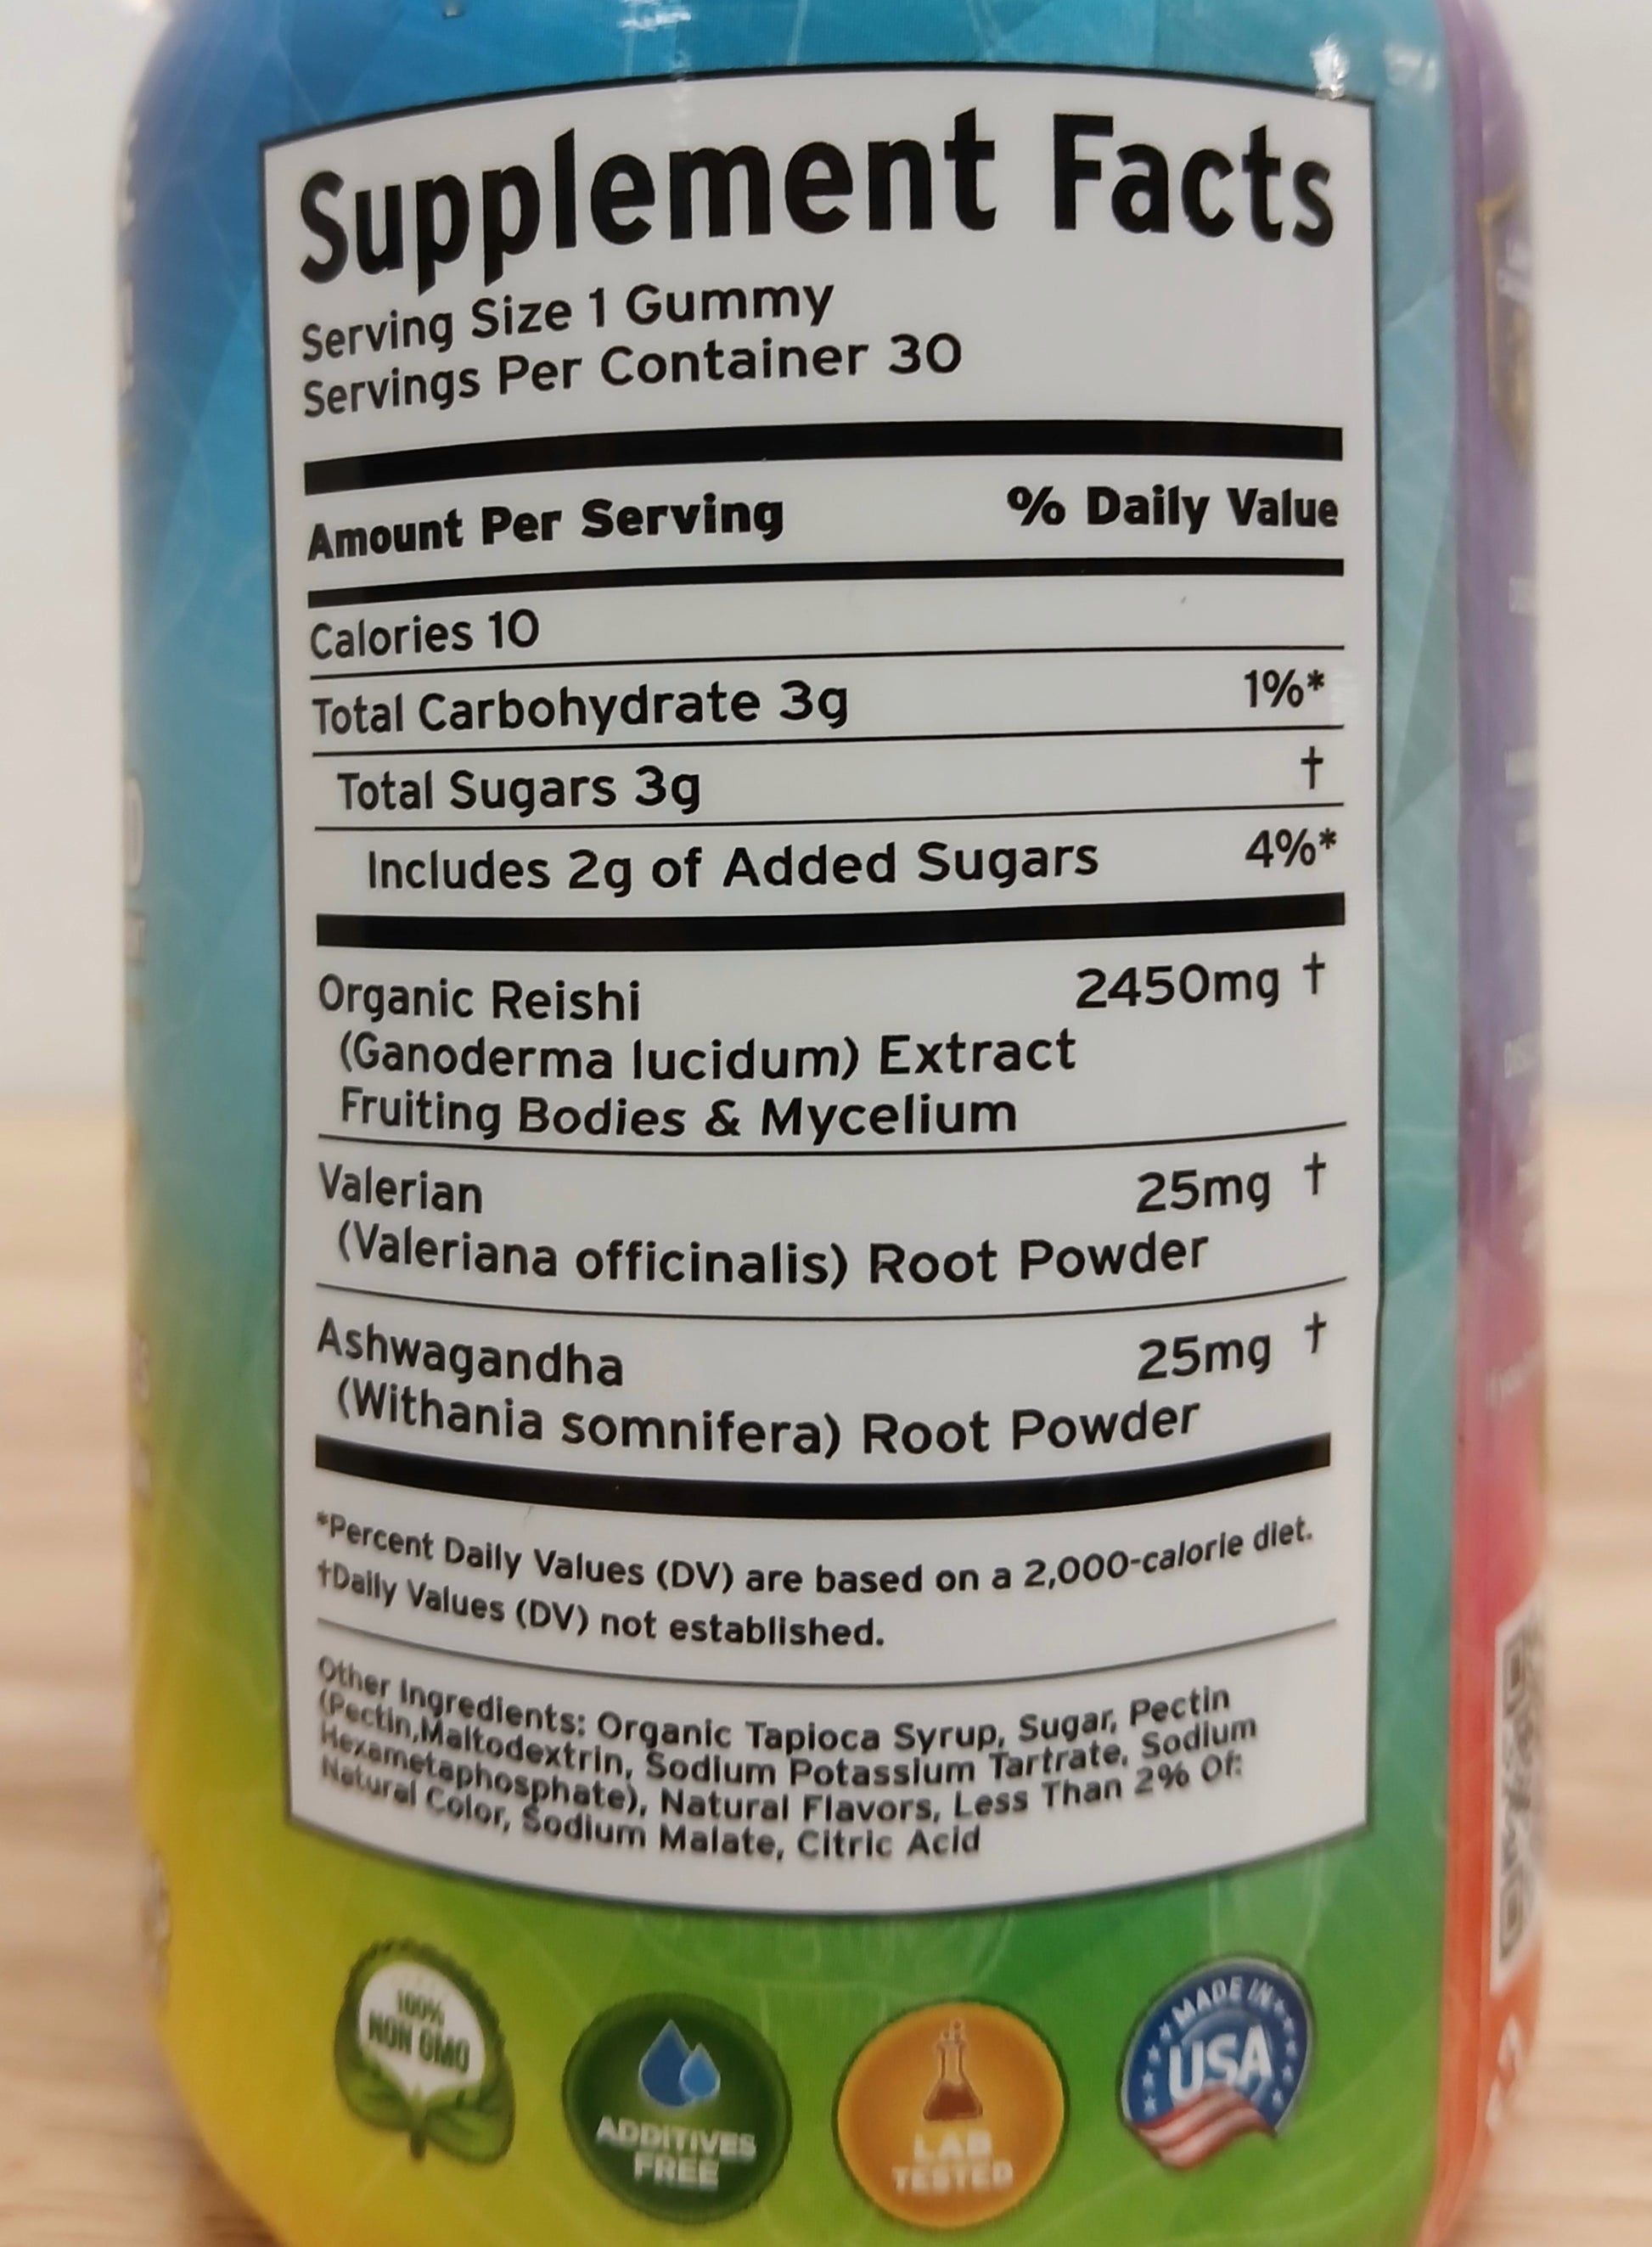 Supplement Facts
Serving Size 1 Gummy
Servings Per Container 30
Amount Per Serving % Daily Value
Calories 10
Total Carbohydrate 3g 1%*
Total Sugars 3g †
Includes 2g of Added Sugars 4%*
Organic Reishi 2450mg †
(Ganoderma lucidum) Extract
Fruiting Bodies & Mycelium
Valerian 25mg †
(Valeriana officinalis) Root Powder
Ashwagandha 25mg †
(Withania somnifera) Root Powder
*Percent Daily Values (DV) are based on a 2,000-calorie diet.
†Daily Values (DV) not established.
Other Ingredients: Organic Tapioca Syrup, Sugar, Pectin
(Pectin,Maltodextrin, Sodium Potassium Tartrate, Sodium
Hexametaphosphate), Natural Flavors, Less Than 2% Of:
Natural Color, Sodium Malate, Citric Acid
100%
NON GMO
ADDITIVES
FREE
LAB
TESTED
MADE IN
USA